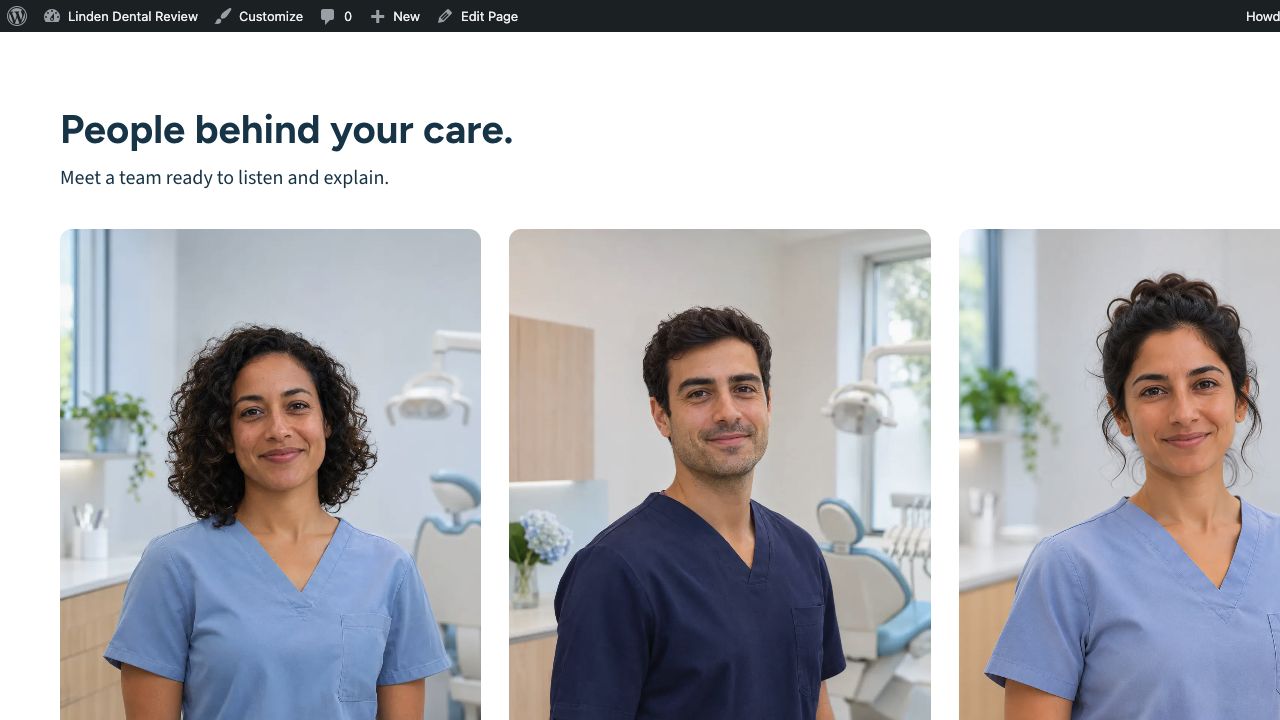 Linden Dental Review Customize 0 New Edit Page Howd
People behind your care.
Meet a team ready to listen and explain.